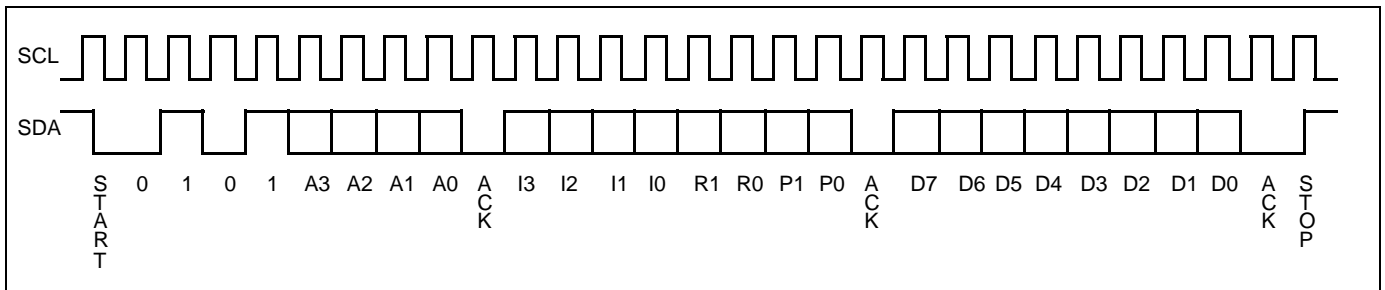 SCL
SDA
START 0 1 0 1 A3 A2 A1 A0 ACK I3 I2 I1 I0 R1 R0 P1 P0 ACK D7 D6 D5 D4 D3 D2 D1 D0 ACK STOP